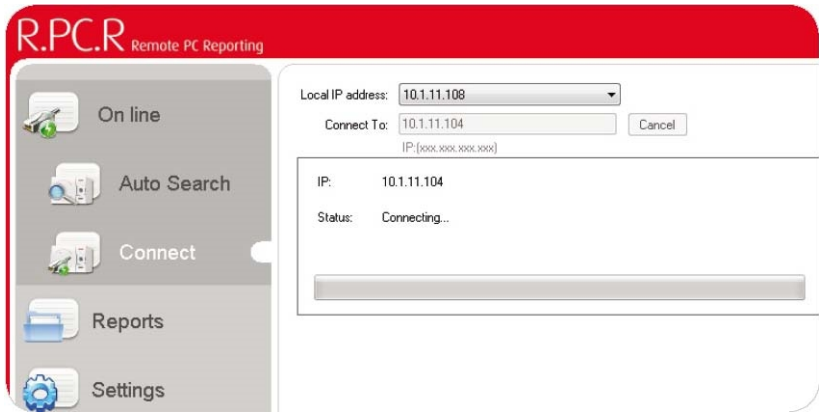 R.PC.R Remote PC Reporting
On line
Auto Search
Connect
Reports
Settings
Local IP address: 10.1.11.108
Connect To: 10.1.11.104 Cancel
IP:(xxx.xxx.xxx.xxx)
IP: 10.1.11.104
Status: Connecting...